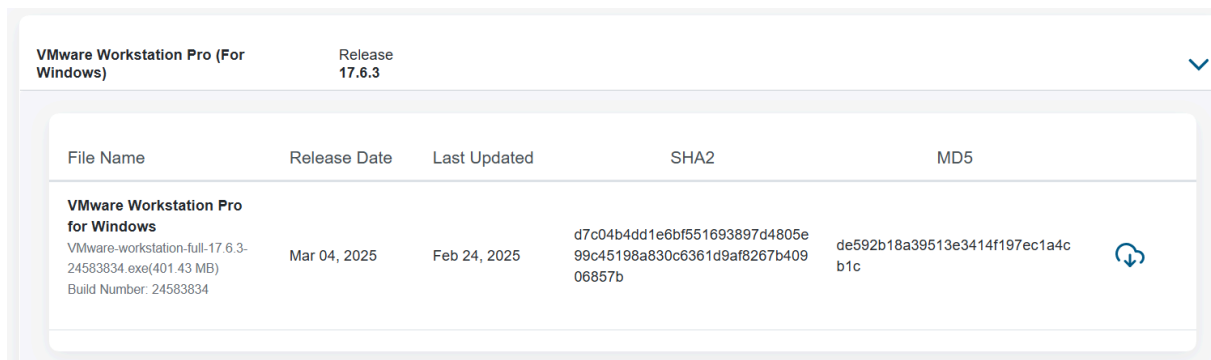 VMware Workstation Pro (For
Windows)
Release
17.6.3
File Name
Release Date
Last Updated
SHA2
MD5
VMware Workstation Pro
for Windows
VMware-workstation-full-17.6.3-
24583834.exe(401.43 MB)
Build Number: 24583834
Mar 04, 2025
Feb 24, 2025
d7c04b4dd1e6bf551693897d4805e
99c45198a830c6361d9af8267b409
06857b
de592b18a39513e3414f197ec1a4c
b1c